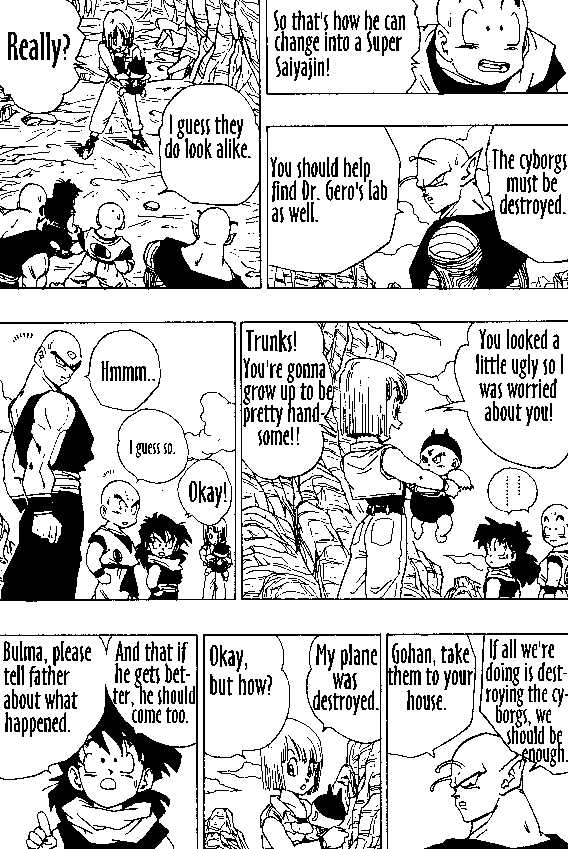 So that's how he can
change into a Super
Saiyajin!
The cyborgs
must be
destroyed.
You should help
find Dr. Gero's lab
as well.
Really?
I guess they
do look alike.
You looked a
little ugly so I
was worried
about you!
Trunks!
You're gonna
grow up to be
pretty hand-
some!!
Hmmm..
I guess so.
Okay!
If all we're
doing is dest-
roying the cy-
borgs, we
should be
enough.
Gohan, take
them to your
house.
My plane
was
destroyed.
Okay,
but how?
And that if
he gets bet-
ter, he should
come too.
Bulma, please
tell father
about what
happened.